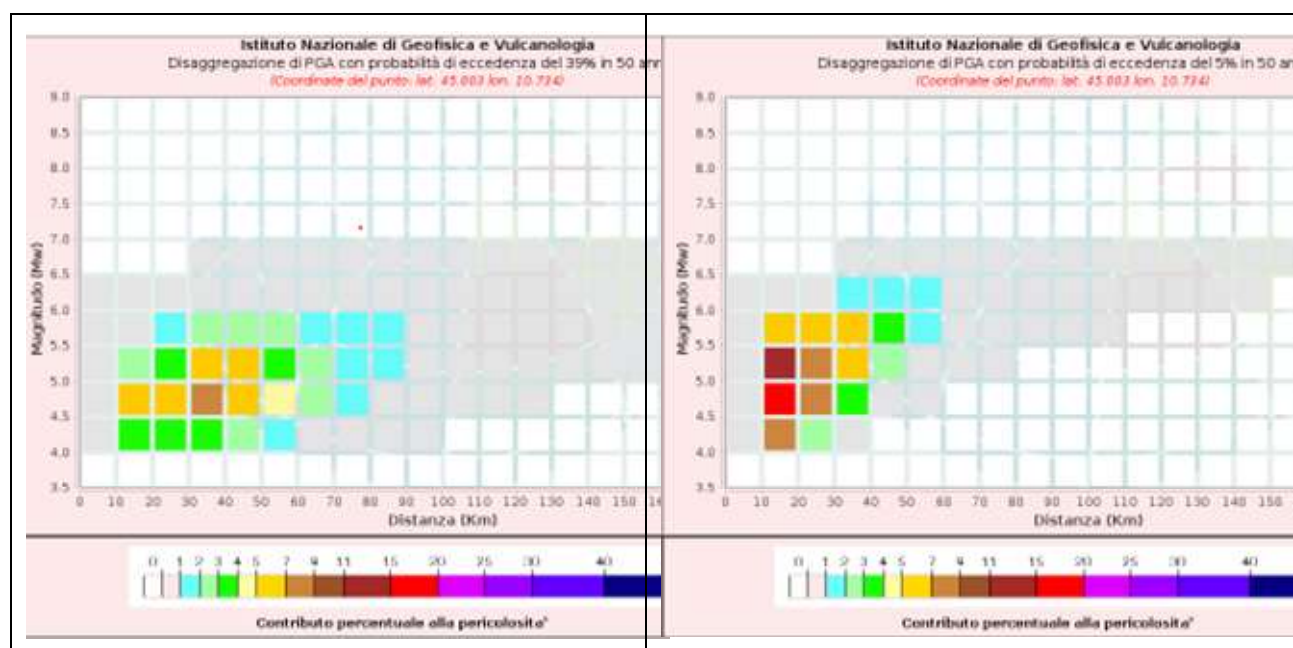 Istituto Nazionale di Geofisica e Vulcanologia
Disaggregazione di PGA con probabilità di eccedenza del 39% in 50 ann
(Coordinate del punto: lat. 45.003 lon. 10.734)
9.0
8.5
8.0
7.5
7.0
6.5
6.0
5.5
5.0
4.5
4.0
3.5
Magnitudo (Mw)
0 10 20 30 40 50 60 70 80 90 100 110 120 130 140 150 16
Distanza (Km)
0 1 2 3 4 5 7 9 11 15 20 25 30 40
Contributo percentuale alla pericolosita'
Istituto Nazionale di Geofisica e Vulcanologia
Disaggregazione di PGA con probabilità di eccedenza del 5% in 50 an
(Coordinate del punto: lat. 45.003 lon. 10.734)
9.0
8.5
8.0
7.5
7.0
6.5
6.0
5.5
5.0
4.5
4.0
3.5
Magnitudo (Mw)
0 10 20 30 40 50 60 70 80 90 100 110 120 130 140 150
Distanza (Km)
0 1 2 3 4 5 7 9 11 15 20 25 30 40
Contributo percentuale alla pericolosita'